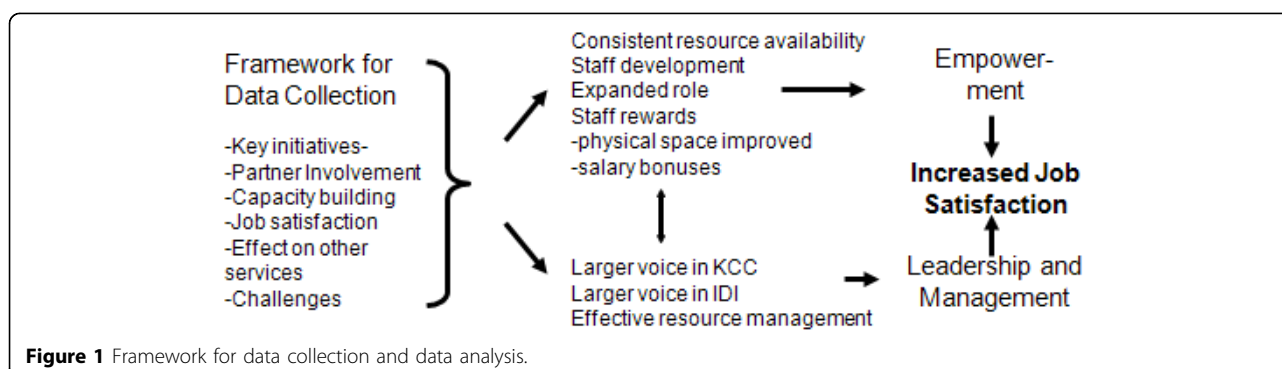 Framework for
Data Collection
-Key initiatives-
-Partner Involvement
-Capacity building
-Job satisfaction
-Effect on other
services
-Challenges
Consistent resource availability
Staff development
Expanded role
Staff rewards
-physical space improved
-salary bonuses
Larger voice in KCC
Larger voice in IDI
Effective resource management
Empower-
ment
Increased Job
Satisfaction
Leadership and
Management
Figure 1 Framework for data collection and data analysis.